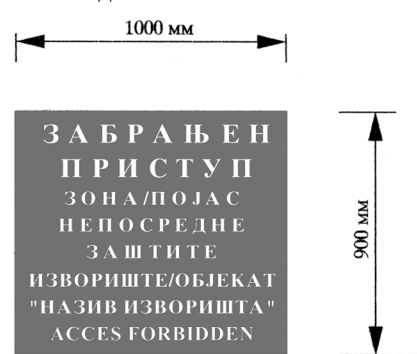 1000 мм
ЗАБРАЊЕН
ПРИСТУП
ЗОНА/ПОЈАС
НЕПОСРЕДНЕ
ЗАШТИТЕ
ИЗВОРИШТЕ/ОБЈЕКАТ
"НАЗИВ ИЗВОРИШТА"
ACCES FORBIDDEN
900 мм